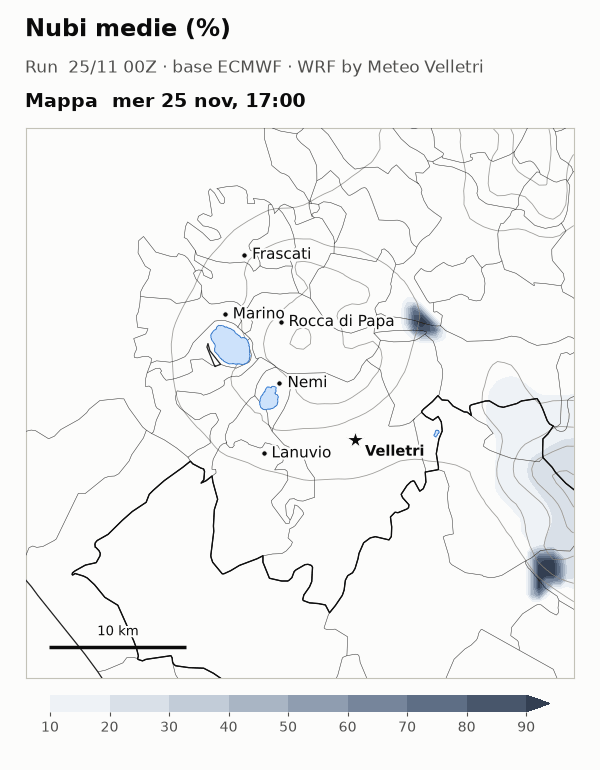 Nubi medie (%)
Run  25/11 00Z · base ECMWF · WRF by Meteo Velletri
Mappa  mer 25 nov, 17:00
Frascati
Marino
Rocca di Papa
Nemi
Velletri
Lanuvio
10 km
10 20 30 40 50 60 70 80 90